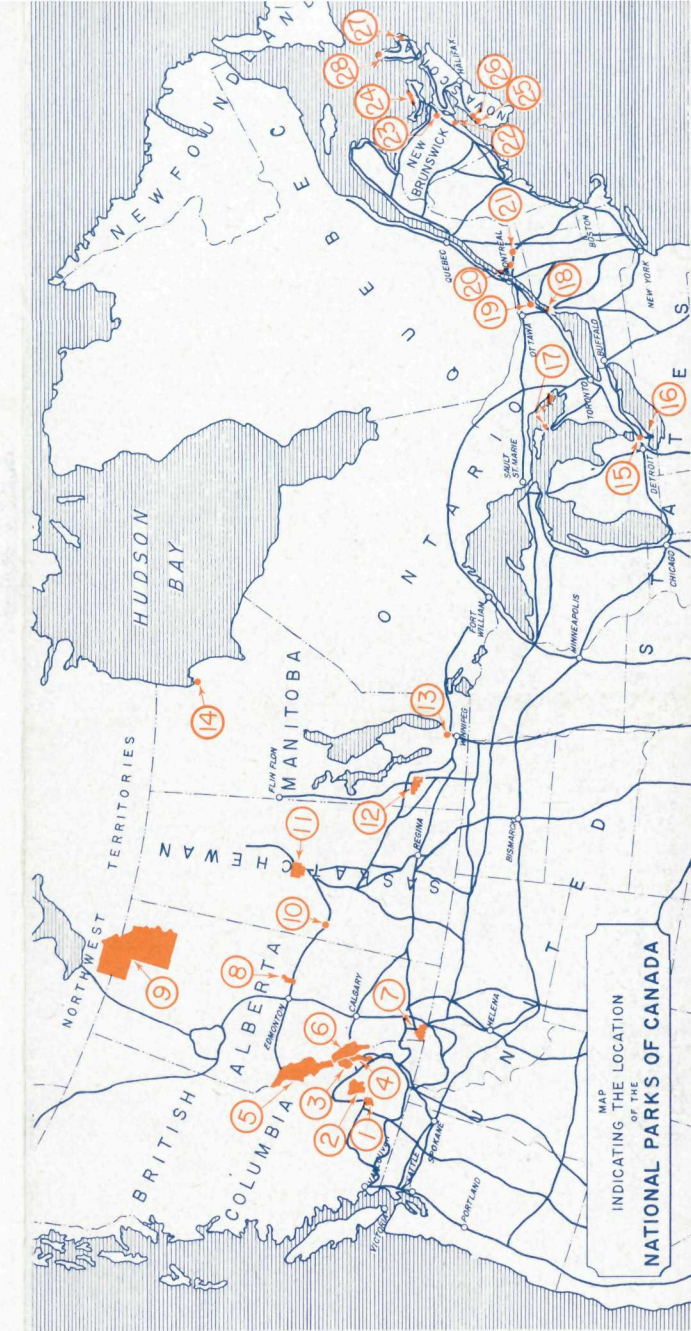 MAP
INDICATING THE LOCATION
OF THE
NATIONAL PARKS OF CANADA
BRITISH
COLUMBIA
ALBERTA
SASKATCHEWAN
MANITOBA
ONTARIO
QUEBEC
NEWFOUND
NEW
BRUNSWICK
NOVA
NORTHWEST TERRITORIES
HUDSON
BAY
UNITED STATES
VICTORIA
SEATTLE
PORTLAND
SPOKANE
HELENA
EDMONTON
CALGARY
REGINA
BISMARCK
FLIN FLON
WINNIPEG
FORT
WILLIAM
MINNEAPOLIS
CHICAGO
SAULT
ST. MARIE
DETROIT
TORONTO
BUFFALO
OTTAWA
MONTREAL
QUEBEC
NEW YORK
BOSTON
HALIFAX
1
2
3
4
5
6
7
8
9
10
11
12
13
14
15
16
17
18
19
20
21
22
23
24
25
26
27
28